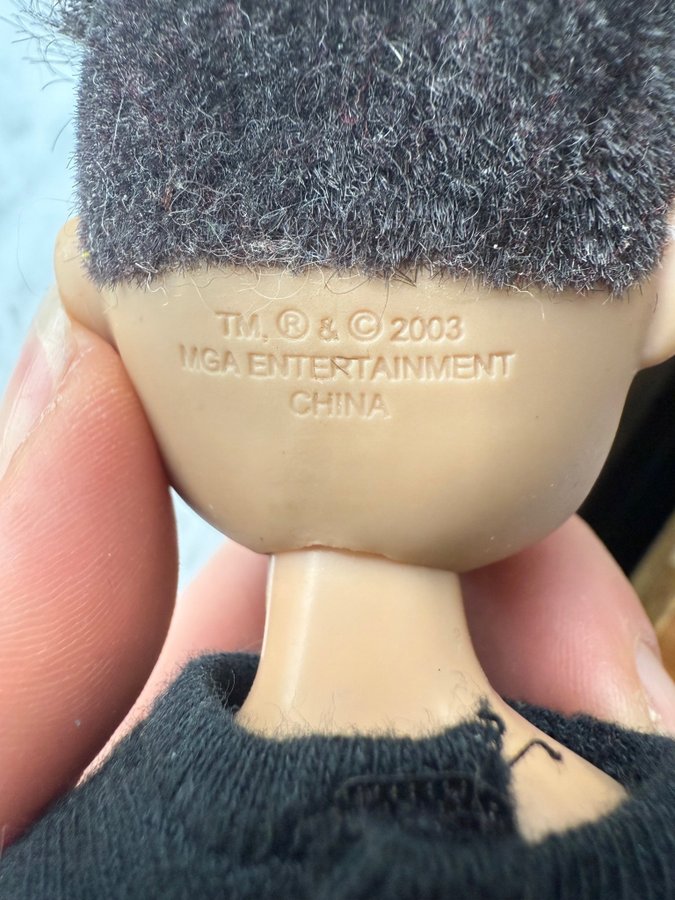 TM, ® & © 2003
MGA ENTERTAINMENT
CHINA